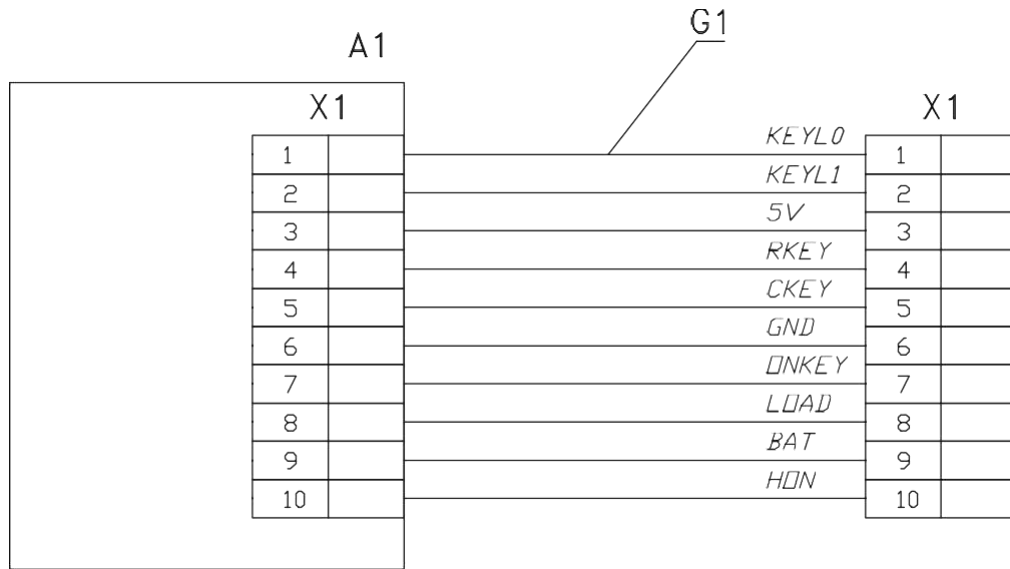 G1
A1
X1 X1
1 KEYL0 1
2 KEYL1 2
3 5V 3
4 RKEY 4
5 CKEY 5
6 GND 6
7 ONKEY 7
8 LOAD 8
9 BAT 9
10 HON 10